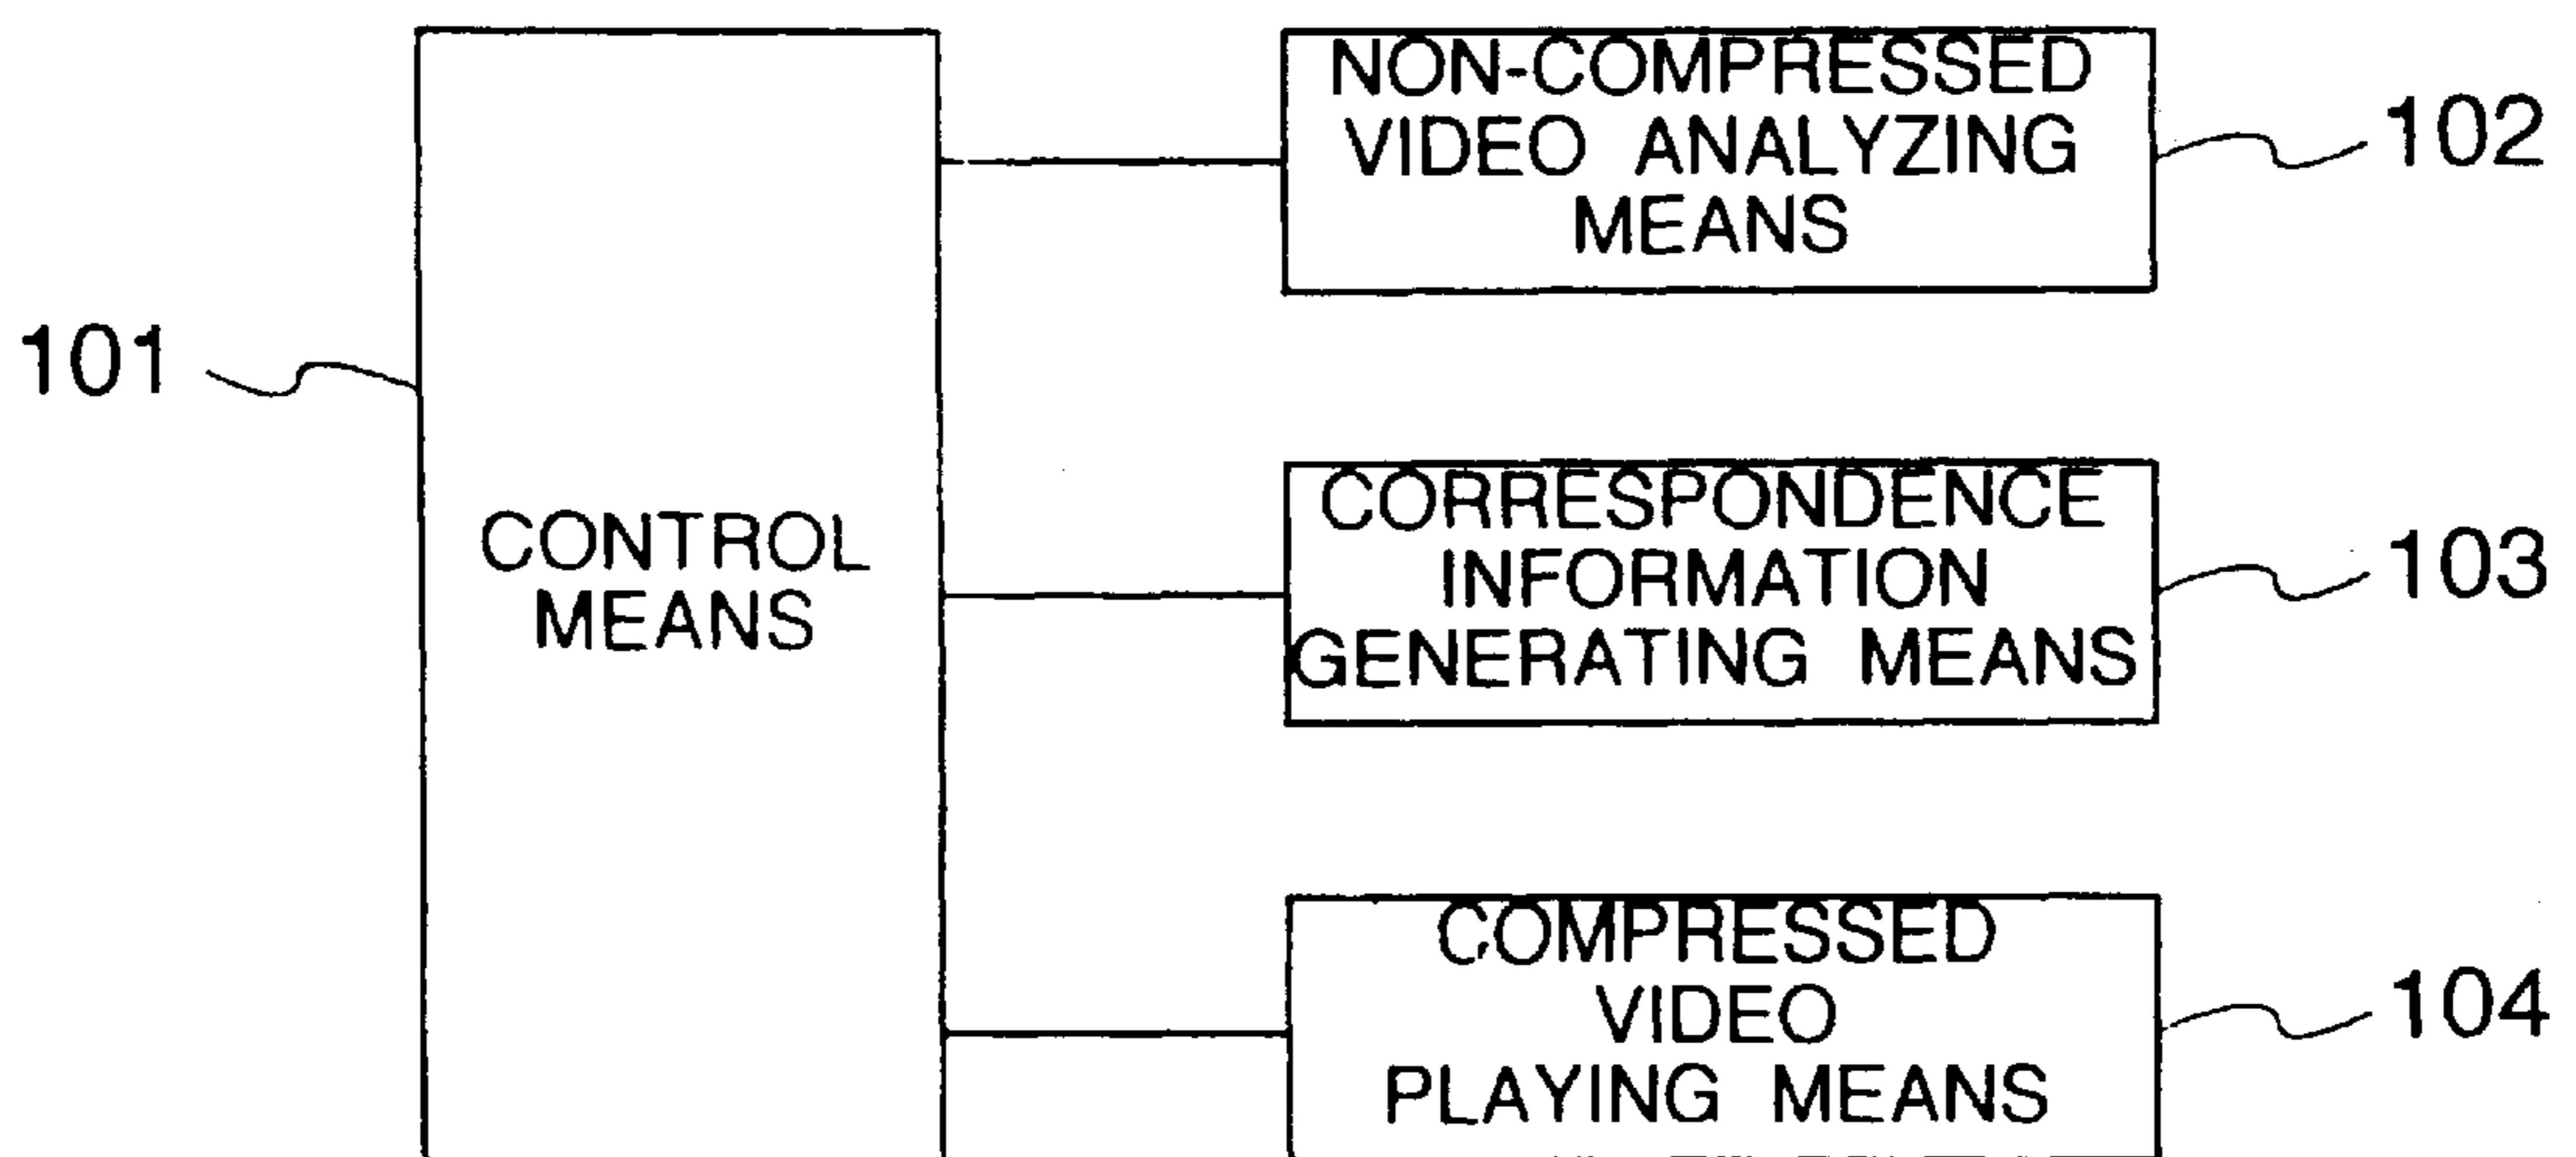 NON-COMPRESSED
VIDEO ANALYZING
MEANS
102
101
CONTROL
MEANS
CORRESPONDENCE
INFORMATION
GENERATING MEANS
103
COMPRESSED
VIDEO
PLAYING MEANS
104